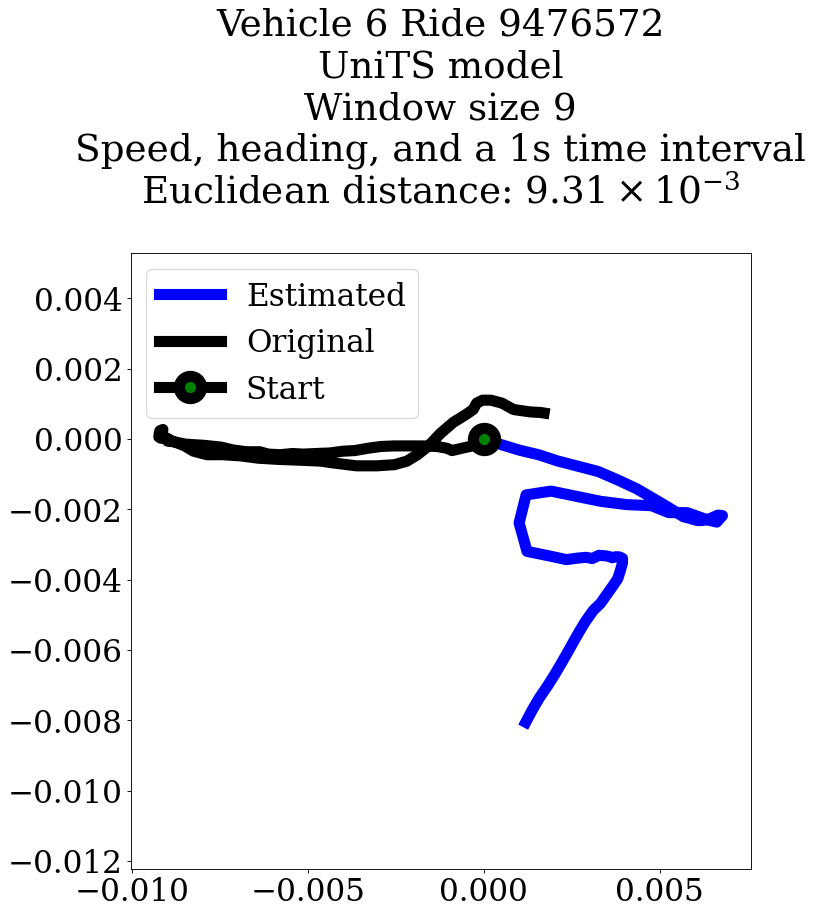 Vehicle 6 Ride 9476572
UniTS model
Window size 9
Speed, heading, and a 1s time interval
Euclidean distance: 9.31 × 10⁻³
Estimated
Original
Start
0.004
0.002
0.000
−0.002
−0.004
−0.006
−0.008
−0.010
−0.012
−0.010
−0.005
0.000
0.005